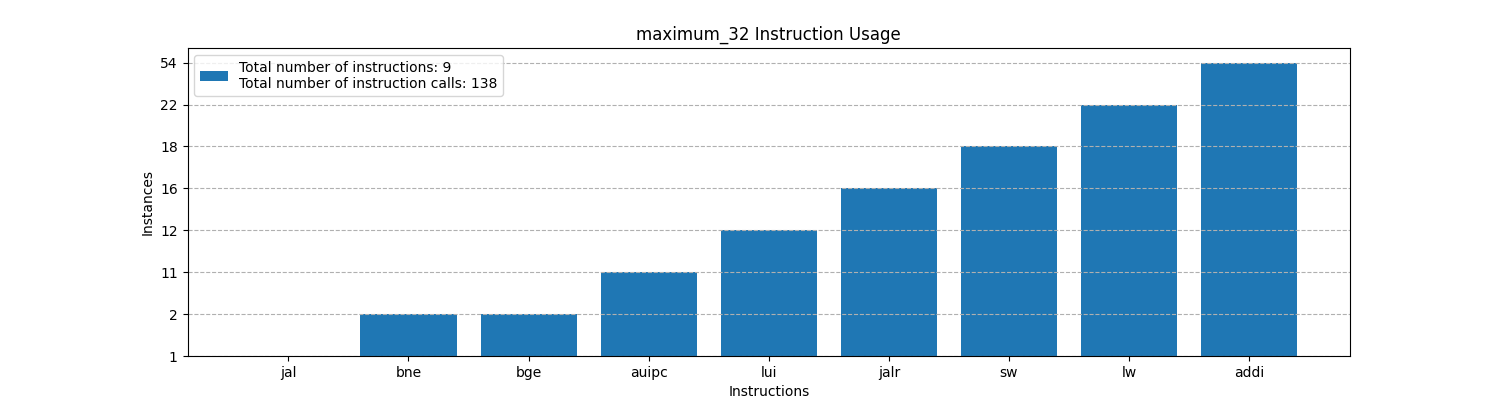 maximum_32 Instruction Usage
Total number of instructions: 9
Total number of instruction calls: 138
Instances
54
22
18
16
12
11
2
1
jal bne bge auipc lui jalr sw lw addi
Instructions